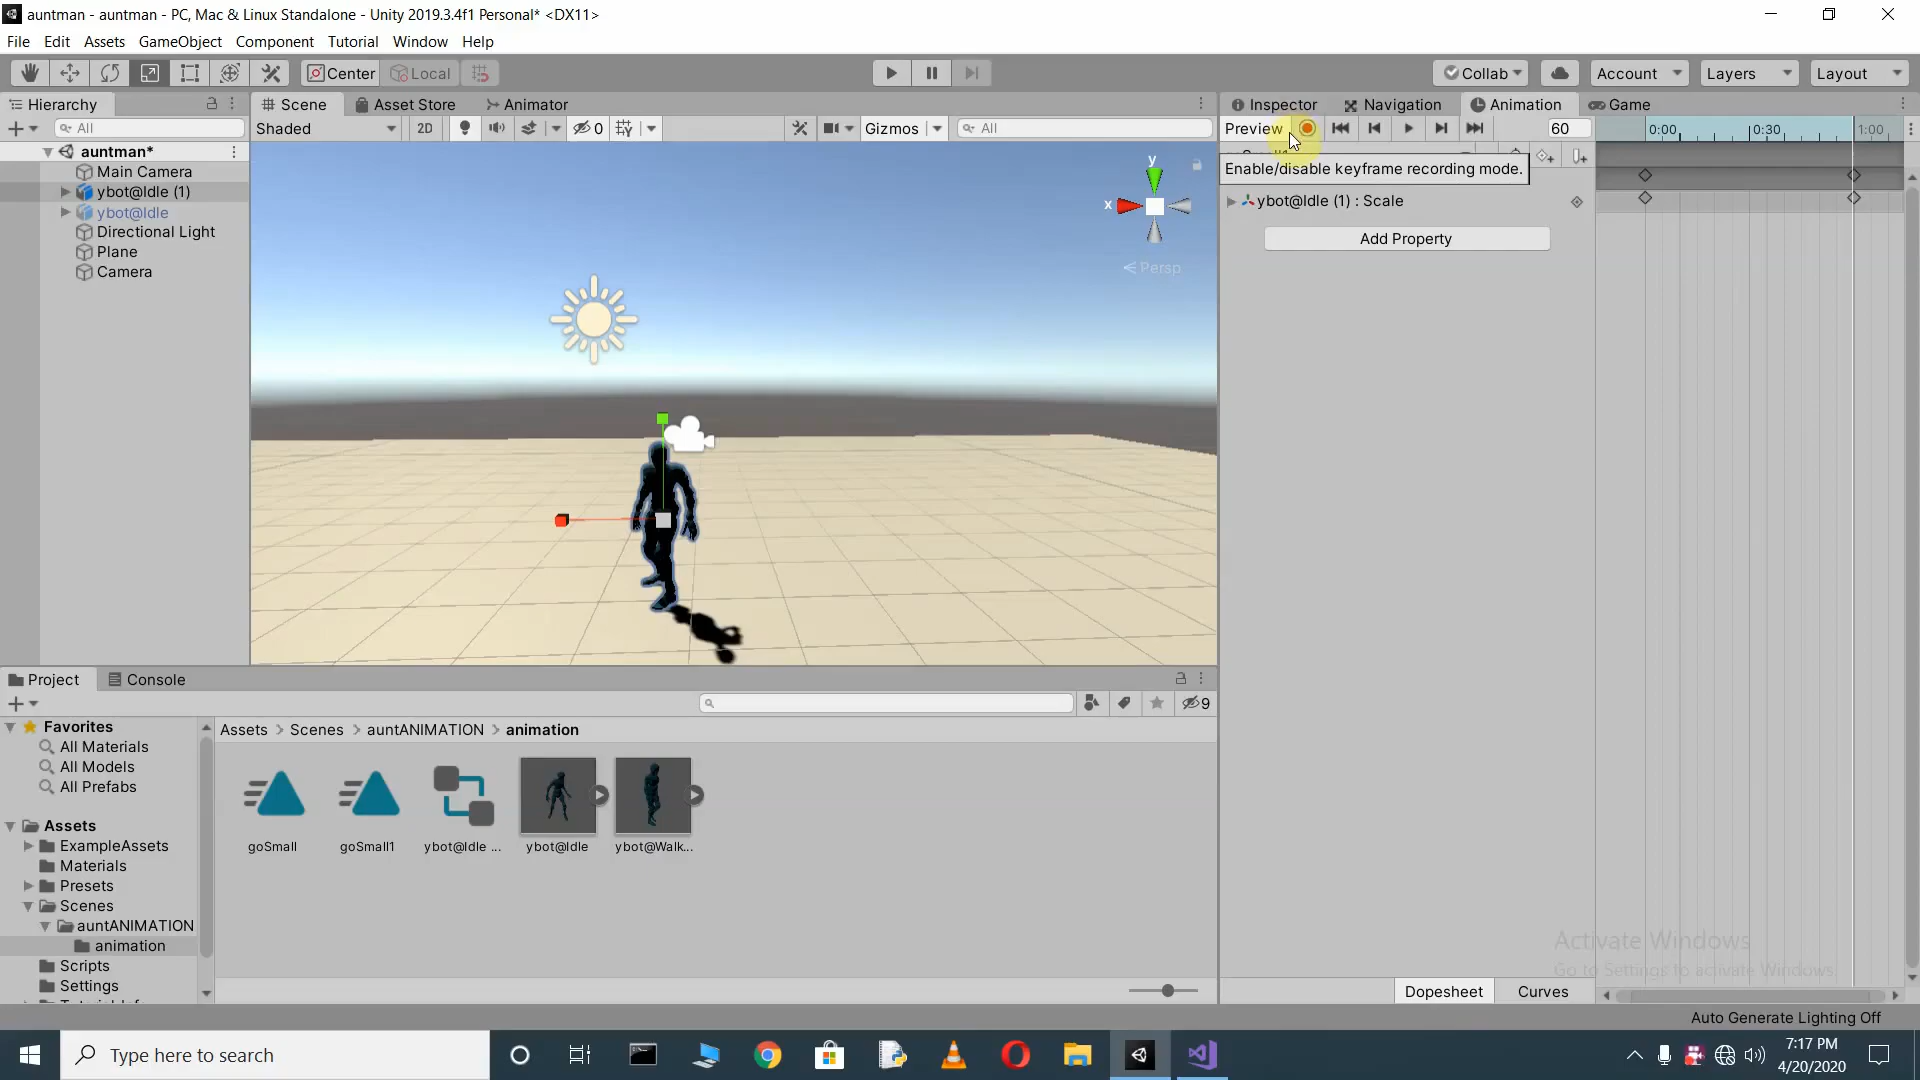 auntman - auntman - PC, Mac & Linux Standalone - Unity 2019.3.4f1 Personal* <DX11>
File Edit Assets GameObject Component Tutorial Window Help
Center Local Collab Account Layers Layout
Hierarchy Scene Asset Store Animator Inspector Navigation Animation Game
All Shaded 2D 0 Gizmos All Preview 60 0:00 0:30 1:00
auntman*
Main Camera
ybot@Idle (1)
ybot@Idle
Directional Light
Plane
Camera
y
x
Persp
Enable/disable keyframe recording mode.
ybot@Idle (1) : Scale
Add Property
Project Console
9
Favorites
All Materials
All Models
All Prefabs
Assets
ExampleAssets
Materials
Presets
Scenes
auntANIMATION
animation
Scripts
Settings
Assets > Scenes > auntANIMATION > animation
goSmall goSmall1 ybot@Idle ... ybot@Idle ybot@Walk...
Activate Windows
Go to Settings to activate Windows.
Dopesheet Curves
Auto Generate Lighting Off
Type here to search
7:17 PM
4/20/2020